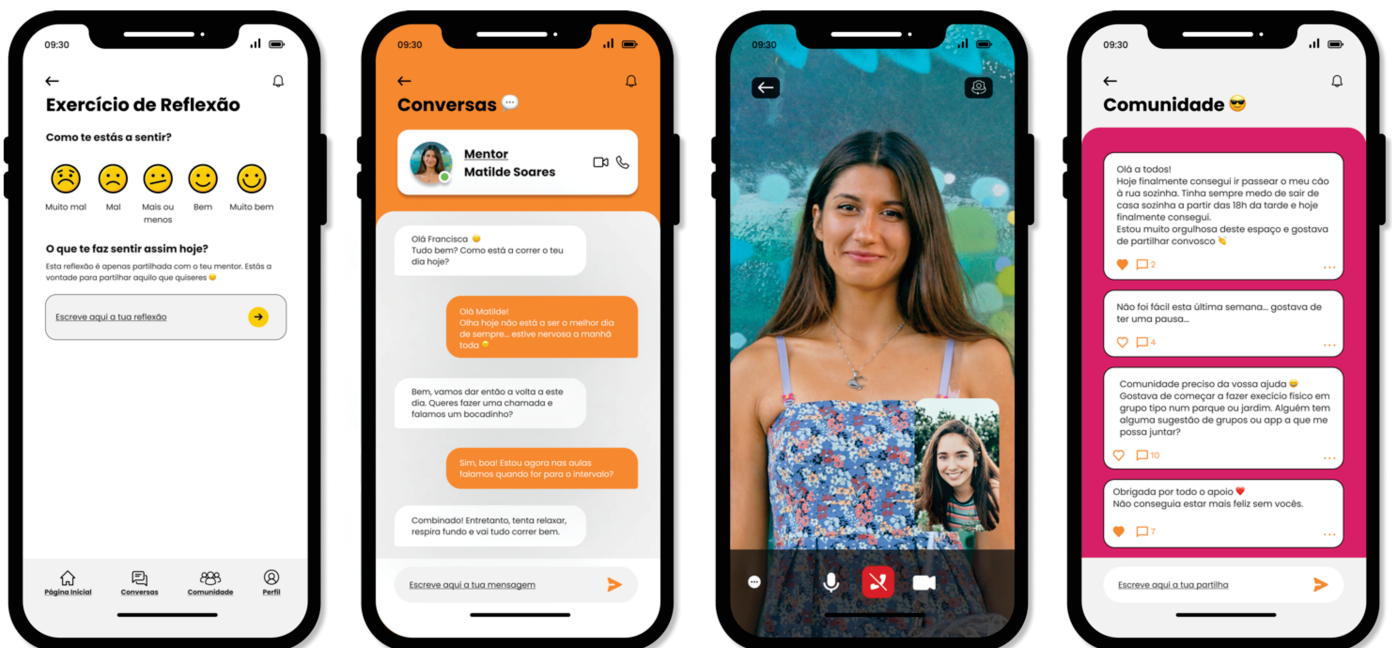 09:30
Exercício de Reflexão
Como te estás a sentir?
Muito mal
Mal
Mais ou
menos
Bem
Muito bem
O que te faz sentir assim hoje?
Esta reflexão é apenas partilhada com o teu mentor. Estás a
vontade para partilhar aquilo que quiseres 😊
Escreve aqui a tua reflexão
Página Inicial
Conversas
Comunidade
Perfil
09:30
Conversas 💬
Mentor
Matilde Soares
Olá Francisca 😊
Tudo bem? Como está a correr o teu
dia hoje?
Olá Matilde!
Olha hoje não está a ser o melhor dia
de sempre... estive nervosa a manhã
toda 😕
Bem, vamos dar então a volta a este
dia. Queres fazer uma chamada e
falamos um bocadinho?
Sim, boa! Estou agora nas aulas
falamos quando for para o intervalo?
Combinado! Entretanto, tenta relaxar,
respira fundo e vai tudo correr bem.
Escreve aqui a tua mensagem
09:30
09:30
Comunidade 😎
Olá a todos!
Hoje finalmente consegui ir passear o meu cão
à rua sozinha. Tinha sempre medo de sair de
casa sozinha a partir das 18h da tarde e hoje
finalmente consegui.
Estou muito orgulhosa deste espaço e gostava
de partilhar convosco 👏
2
Não foi fácil esta última semana... gostava de
ter uma pausa...
4
Comunidade preciso da vossa ajuda 😄
Gostava de começar a fazer execício físico em
grupo tipo num parque ou jardim. Alguém tem
alguma sugestão de grupos ou app a que me
possa juntar?
10
Obrigada por todo o apoio ❤️
Não conseguia estar mais feliz sem vocês.
7
Escreve aqui a tua partilha